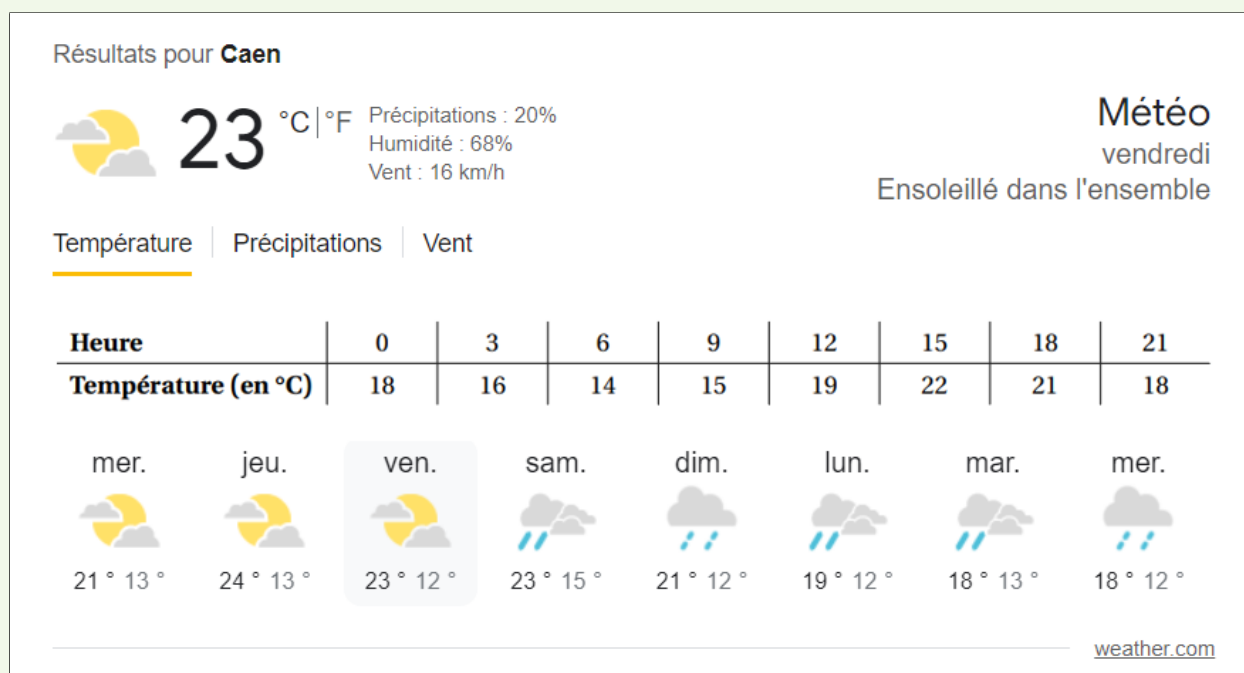 Résultats pour Caen
23 °C|°F
Précipitations : 20%
Humidité : 68%
Vent : 16 km/h
Météo
vendredi
Ensoleillé dans l'ensemble
Température Précipitations Vent
Heure 0 3 6 9 12 15 18 21
Température (en °C) 18 16 14 15 19 22 21 18
mer. jeu. ven. sam. dim. lun. mar. mer.
21 ° 13 ° 24 ° 13 ° 23 ° 12 ° 23 ° 15 ° 21 ° 12 ° 19 ° 12 ° 18 ° 13 ° 18 ° 12 °
weather.com